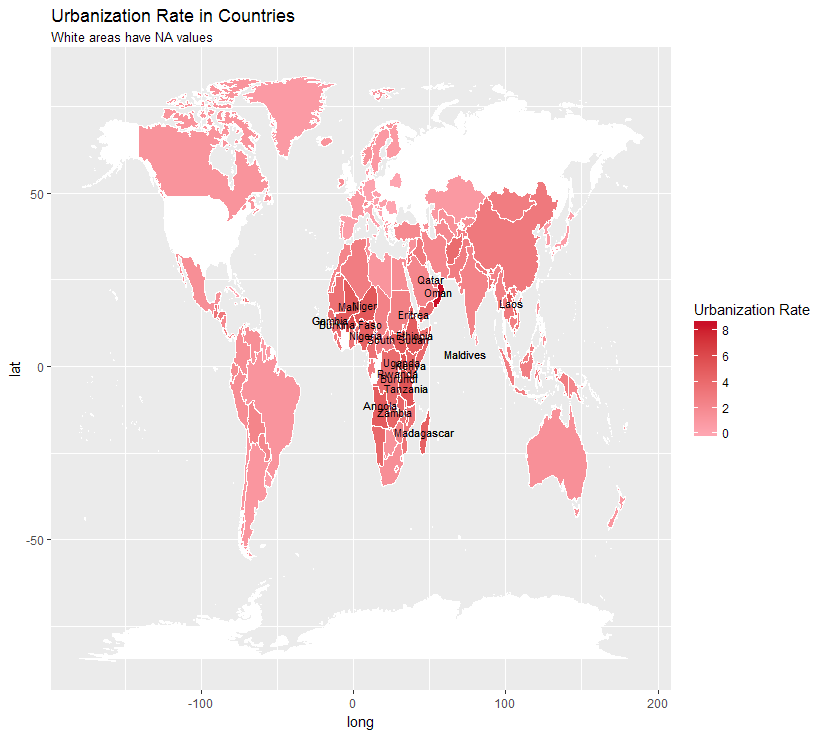 Urbanization Rate in Countries
White areas have NA values
lat
50
0
-50
-100
0
100
200
long
Qatar
Oman
Laos
Niger
Eritrea
Gambia
Burkina Faso
Nigeria
Ethiopia
South Sudan
Maldives
Uganda
Kenya
Rwanda
Burundi
Tanzania
Angola
Zambia
Madagascar
Urbanization Rate
8
6
4
2
0